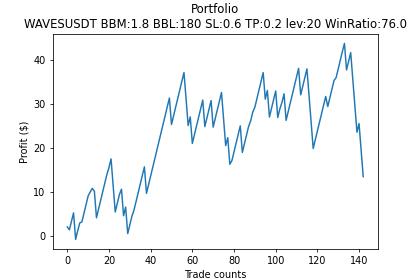 Portfolio
WAVESUSDT BBM:1.8 BBL:180 SL:0.6 TP:0.2 lev:20 WinRatio:76.0
40
30
20
10
0
Profit ($)
0 20 40 60 80 100 120 140
Trade counts